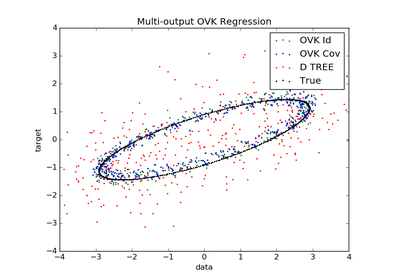 Multi-output OVK Regression
OVK Id
OVK Cov
D TREE
True
target
4
3
2
1
0
−1
−2
−3
−4
−4
−3
−2
−1
0
1
2
3
4
data